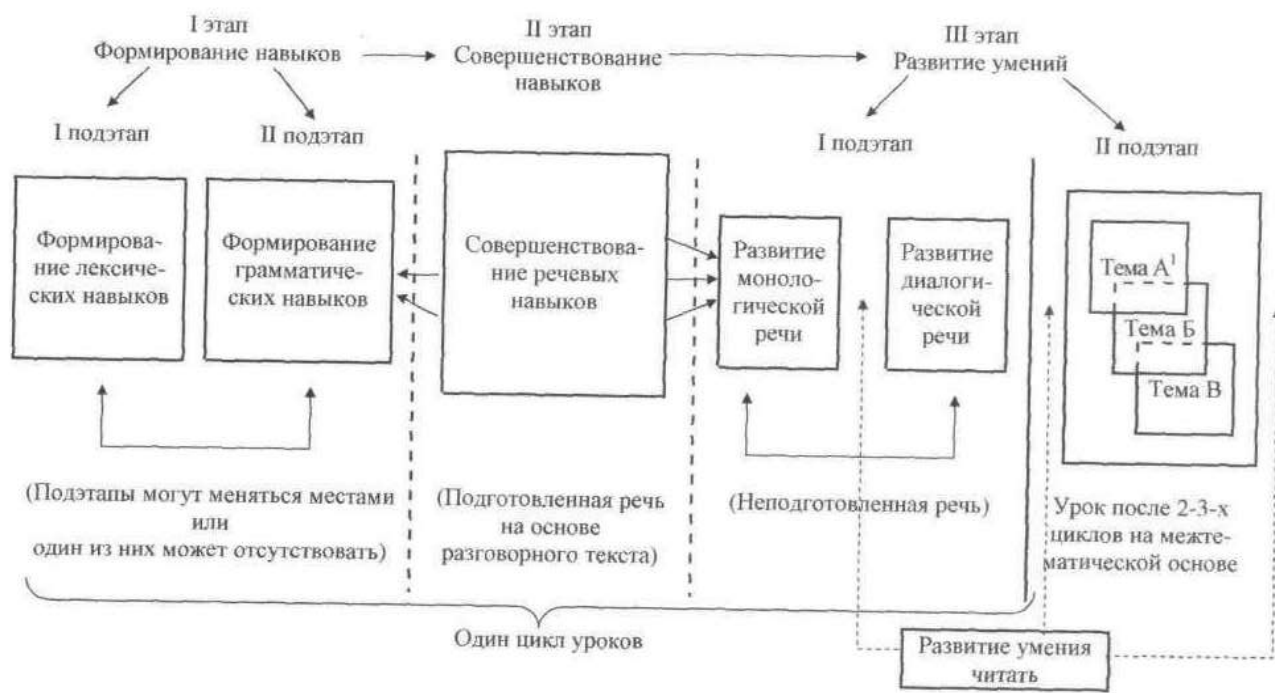 I этап
Формирование навыков
II этап
Совершенствование
навыков
III этап
Развитие умений
I подэтап
II подэтап
I подэтап
II подэтап
Формирова-
ние лексиче-
ских навыков
Формирование
грамматиче-
ских навыков
Совершенствова-
ние речевых
навыков
Развитие
моноло-
гической
речи
Развитие
диалоги-
ческой
речи
Тема А¹
Тема Б
Тема В
(Подэтапы могут меняться местами
или
один из них может отсутствовать)
(Подготовленная речь
на основе
разговорного текста)
(Неподготовленная речь)
Урок после 2-3-х
циклов на межте-
матической основе
Один цикл уроков
Развитие умения
читать